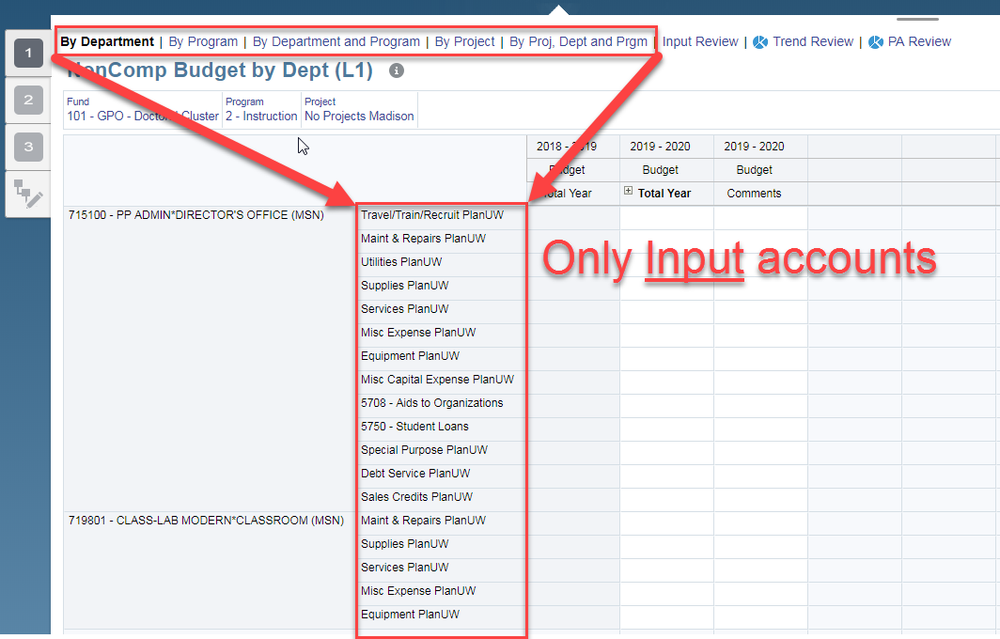 By Department | By Program | By Department and Program | By Project | By Proj, Dept and Prgm | Input Review | Trend Review | PA Review
1
NonComp Budget by Dept (L1) i
2
3
Fund Program Project
101 - GPO - Doctoral Cluster 2 - Instruction No Projects Madison
2018 - 2019 2019 - 2020 2019 - 2020
Budget Budget Budget
Total Year Total Year Comments
715100 - PP ADMIN*DIRECTOR'S OFFICE (MSN) Travel/Train/Recruit PlanUW
Maint & Repairs PlanUW
Only Input accounts
Utilities PlanUW
Supplies PlanUW
Services PlanUW
Misc Expense PlanUW
Equipment PlanUW
Misc Capital Expense PlanUW
5708 - Aids to Organizations
5750 - Student Loans
Special Purpose PlanUW
Debt Service PlanUW
Sales Credits PlanUW
719801 - CLASS-LAB MODERN*CLASSROOM (MSN) Maint & Repairs PlanUW
Supplies PlanUW
Services PlanUW
Misc Expense PlanUW
Equipment PlanUW